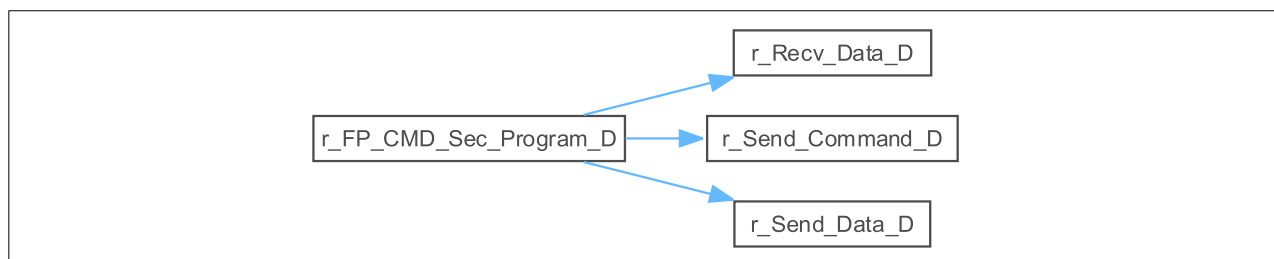 r_Recv_Data_D
r_FP_CMD_Sec_Program_D
r_Send_Command_D
r_Send_Data_D